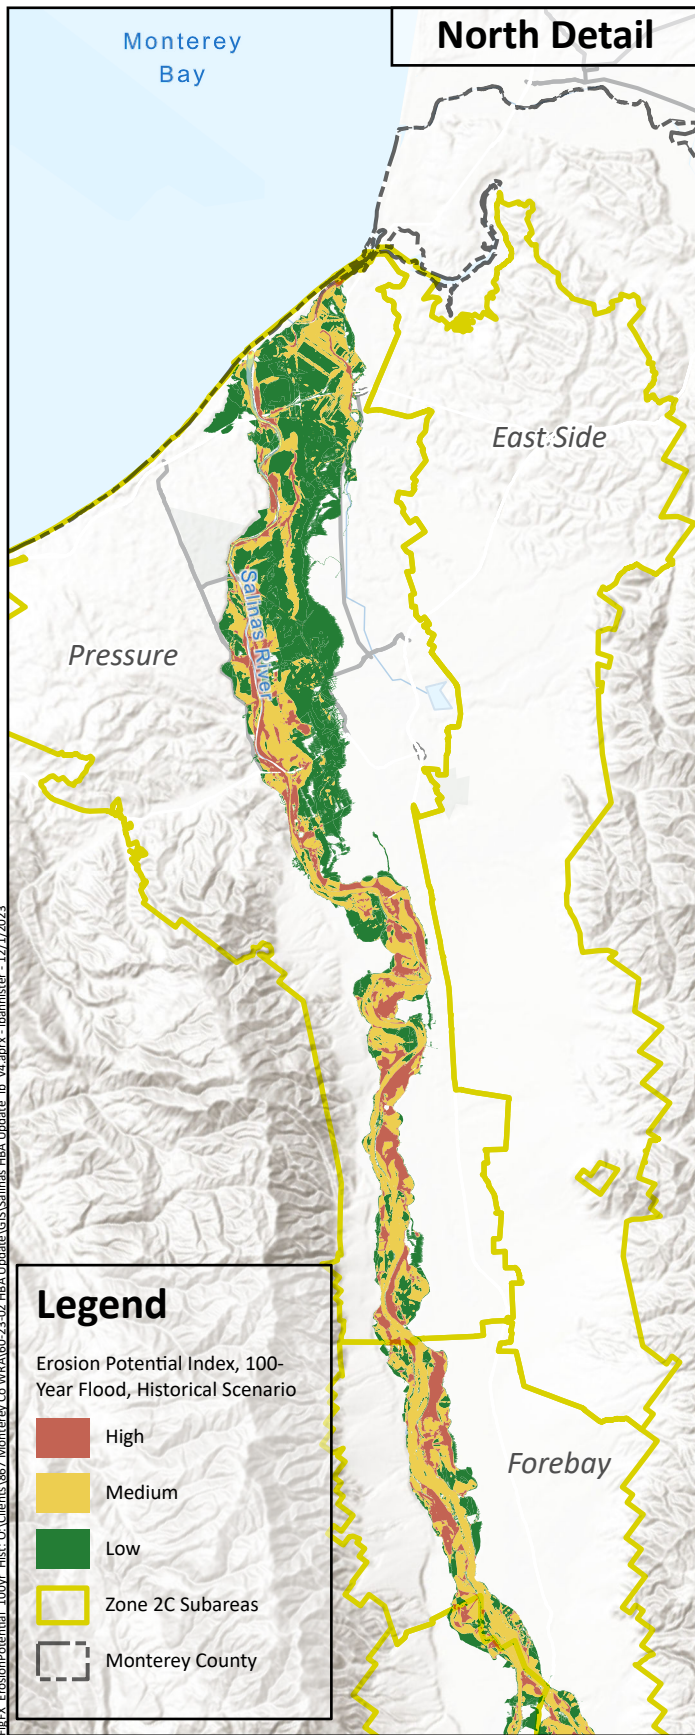 North Detail
Monterey
Bay
East Side
Salinas River
Pressure
Forebay
Legend
Erosion Potential Index, 100-
Year Flood, Historical Scenario
High
Medium
Low
Zone 2C Subareas
Monterey County